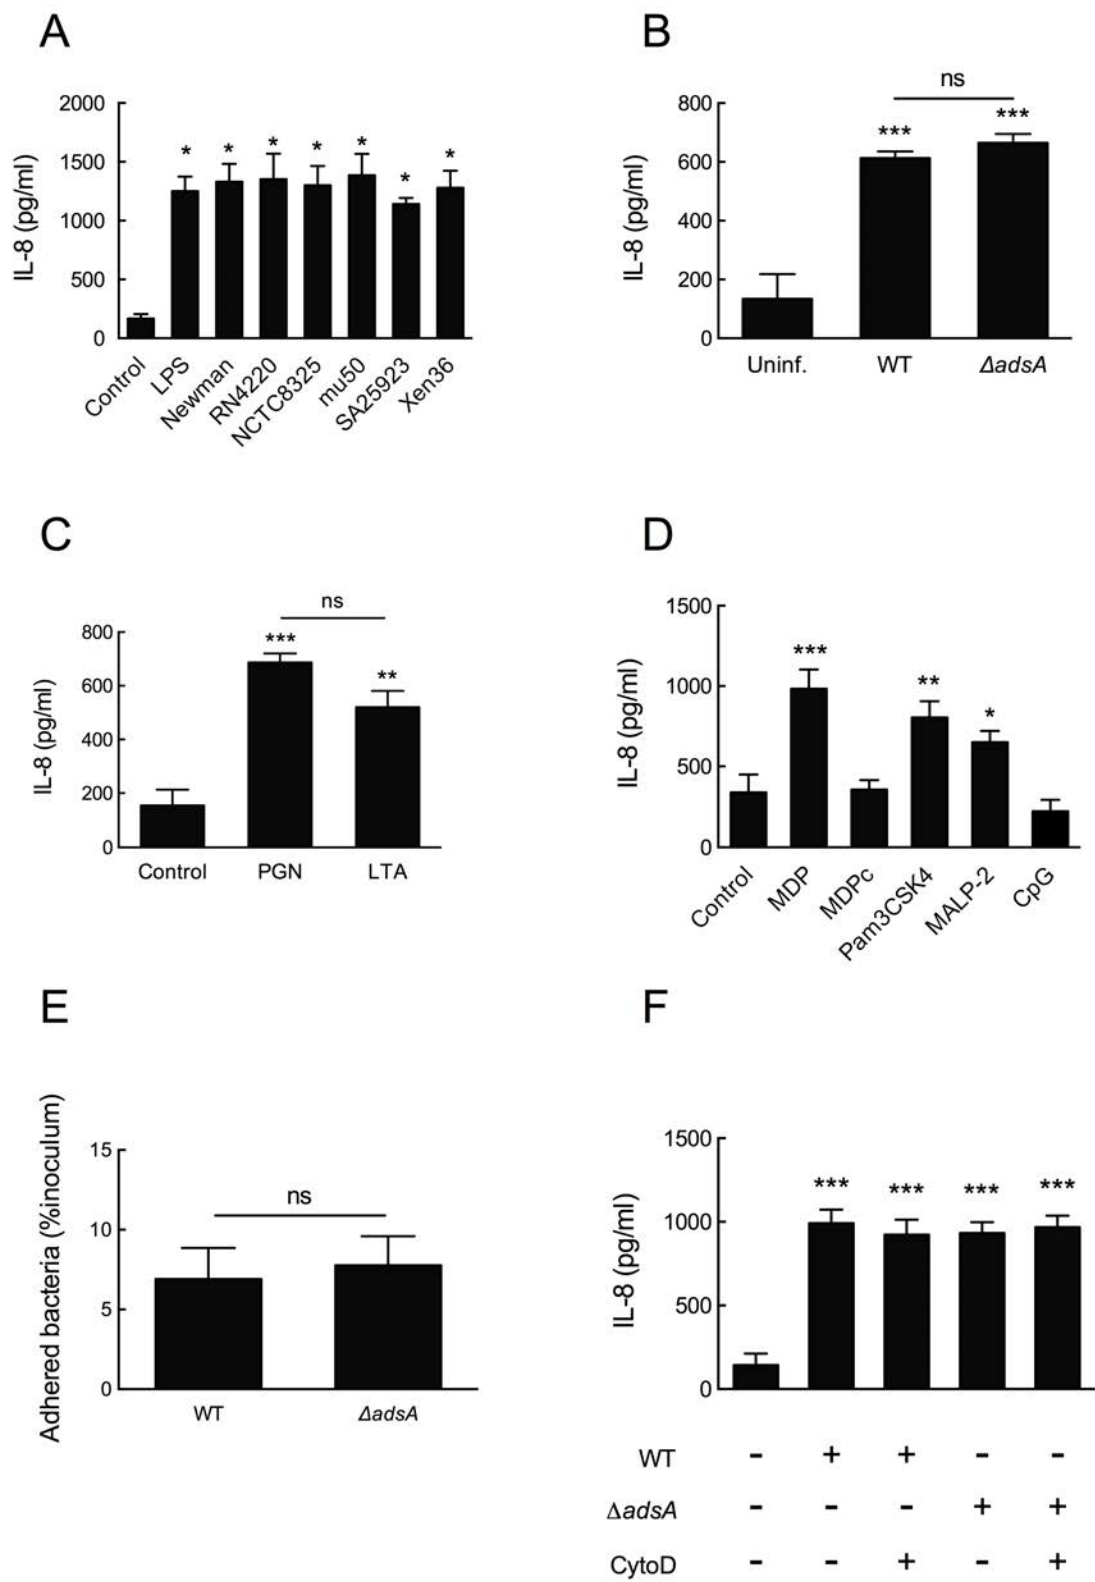 A
IL-8 (pg/ml)
2000
1500
1000
500
0
* * * * * * *
Control
LPS
Newman
RN4220
NCTC8325
mu50
SA25923
Xen36
B
IL-8 (pg/ml)
800
600
400
200
0
ns
*** ***
Uninf. WT ΔadsA
C
IL-8 (pg/ml)
800
600
400
200
0
ns
*** **
Control PGN LTA
D
IL-8 (pg/ml)
1500
1000
500
0
*** ** *
Control
MDP
MDPc
Pam3CSK4
MALP-2
CpG
E
Adhered bacteria (%inoculum)
15
10
5
0
ns
WT ΔadsA
F
IL-8 (pg/ml)
1500
1000
500
0
*** *** *** ***
WT - + + - -
ΔadsA - - - + +
CytoD - - + - +